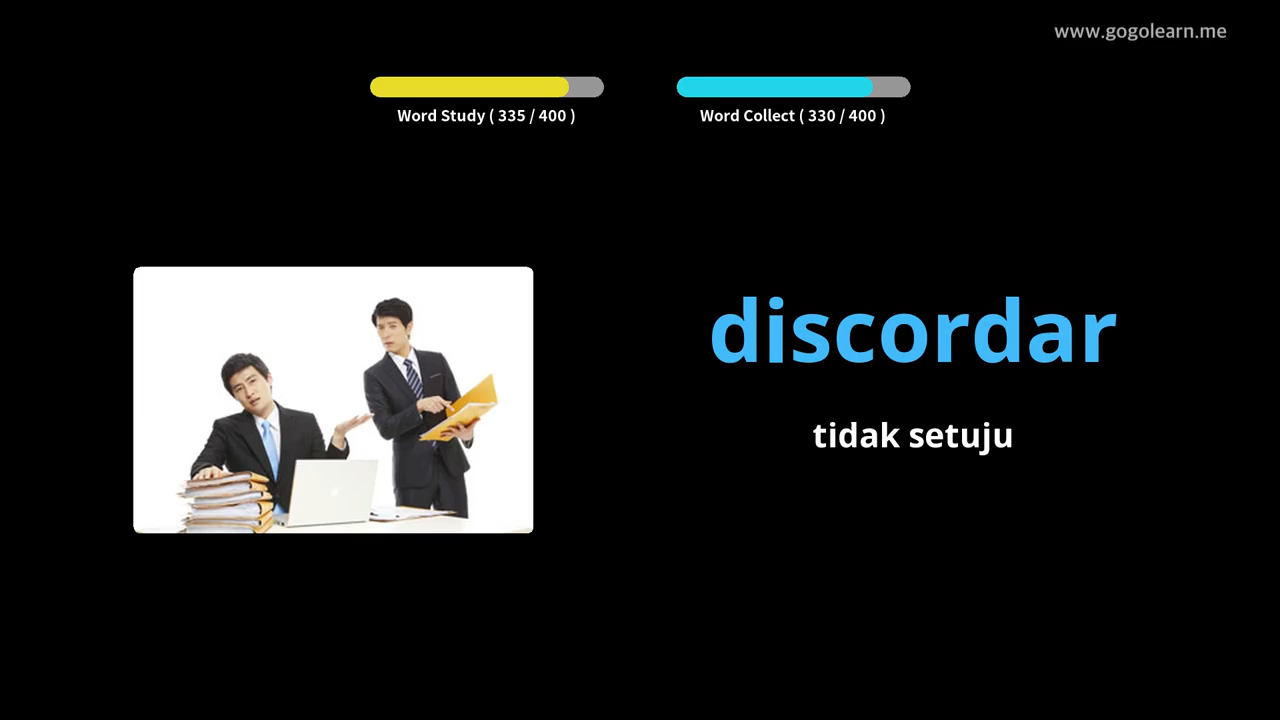 www.gogolearn.me
Word Study ( 335 / 400 )
Word Collect ( 330 / 400 )
discordar
tidak setuju